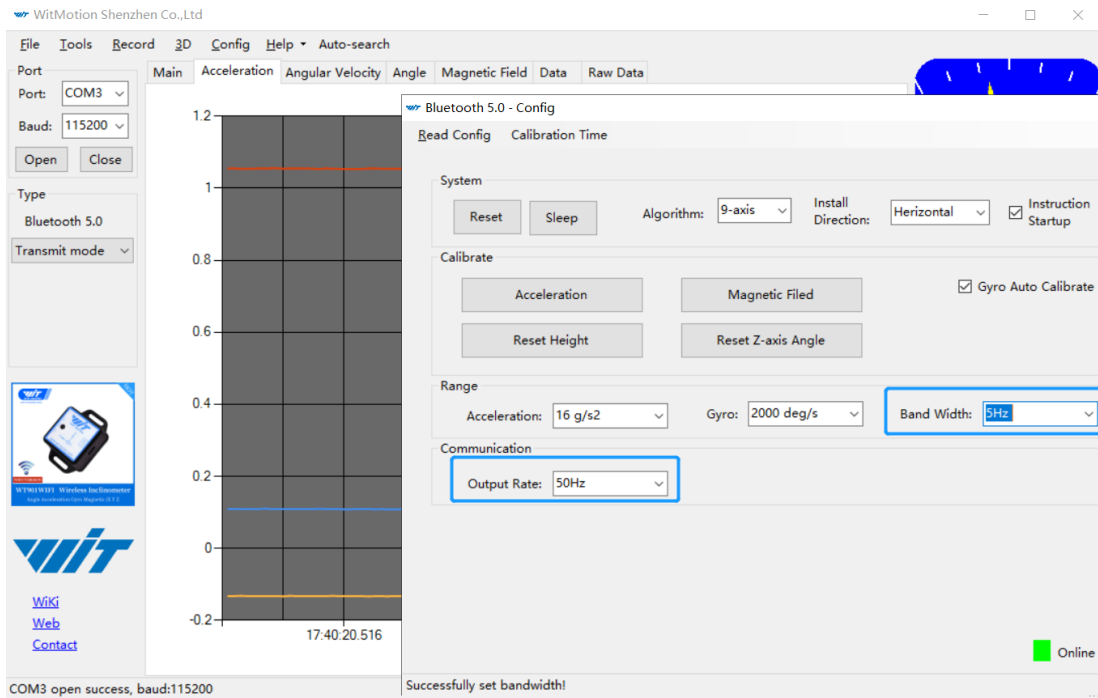 WitMotion Shenzhen Co.,Ltd
File Tools Record 3D Config Help Auto-search
Port
Port: COM3
Baud: 115200
Open Close
Type
Bluetooth 5.0
Transmit mode
WIT
WT901WIFI Wireless Inclinometer
WIT
WiKi
Web
Contact
COM3 open success, baud:115200
Main Acceleration Angular Velocity Angle Magnetic Field Data Raw Data
1.2
1
0.8
0.6
0.4
0.2
0
-0.2
17:40:20.516
Bluetooth 5.0 - Config
Read Config Calibration Time
System
Reset Sleep Algorithm: 9-axis Install Direction: Herizontal Instruction Startup
Calibrate
Acceleration Magnetic Filed Gyro Auto Calibrate
Reset Height Reset Z-axis Angle
Range
Acceleration: 16 g/s2 Gyro: 2000 deg/s Band Width: 5Hz
Communication
Output Rate: 50Hz
Online
Successfully set bandwidth!